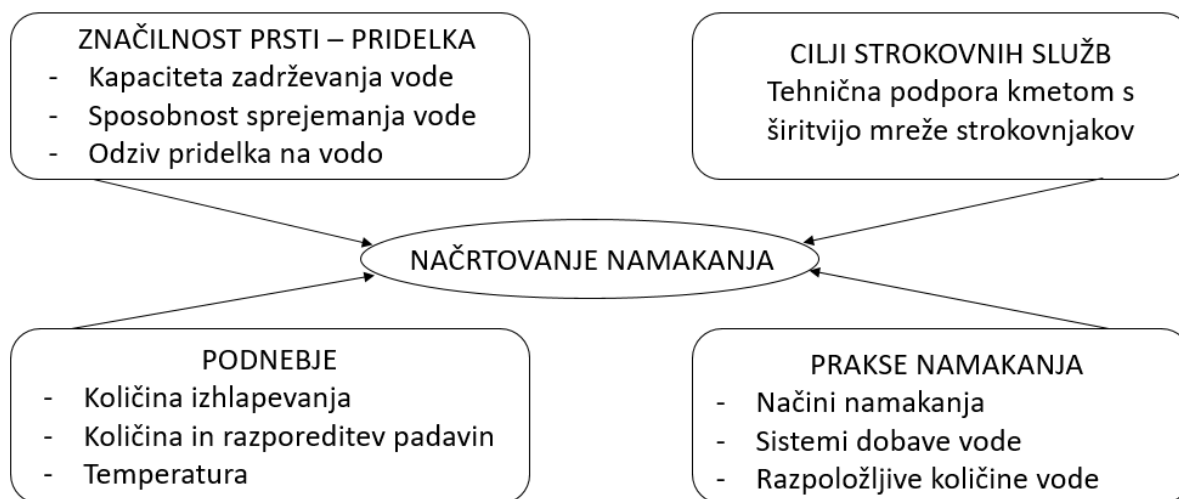 ZNAČILNOST PRSTI – PRIDELKA
- Kapaciteta zadrževanja vode
- Sposobnost sprejemanja vode
- Odziv pridelka na vodo
CILJI STROKOVNIH SLUŽB
Tehnična podpora kmetom s
širitvijo mreže strokovnjakov
NAČRTOVANJE NAMAKANJA
PODNEBJE
- Količina izhlapevanja
- Količina in razporeditev padavin
- Temperatura
PRAKSE NAMAKANJA
- Načini namakanja
- Sistemi dobave vode
- Razpoložljive količine vode